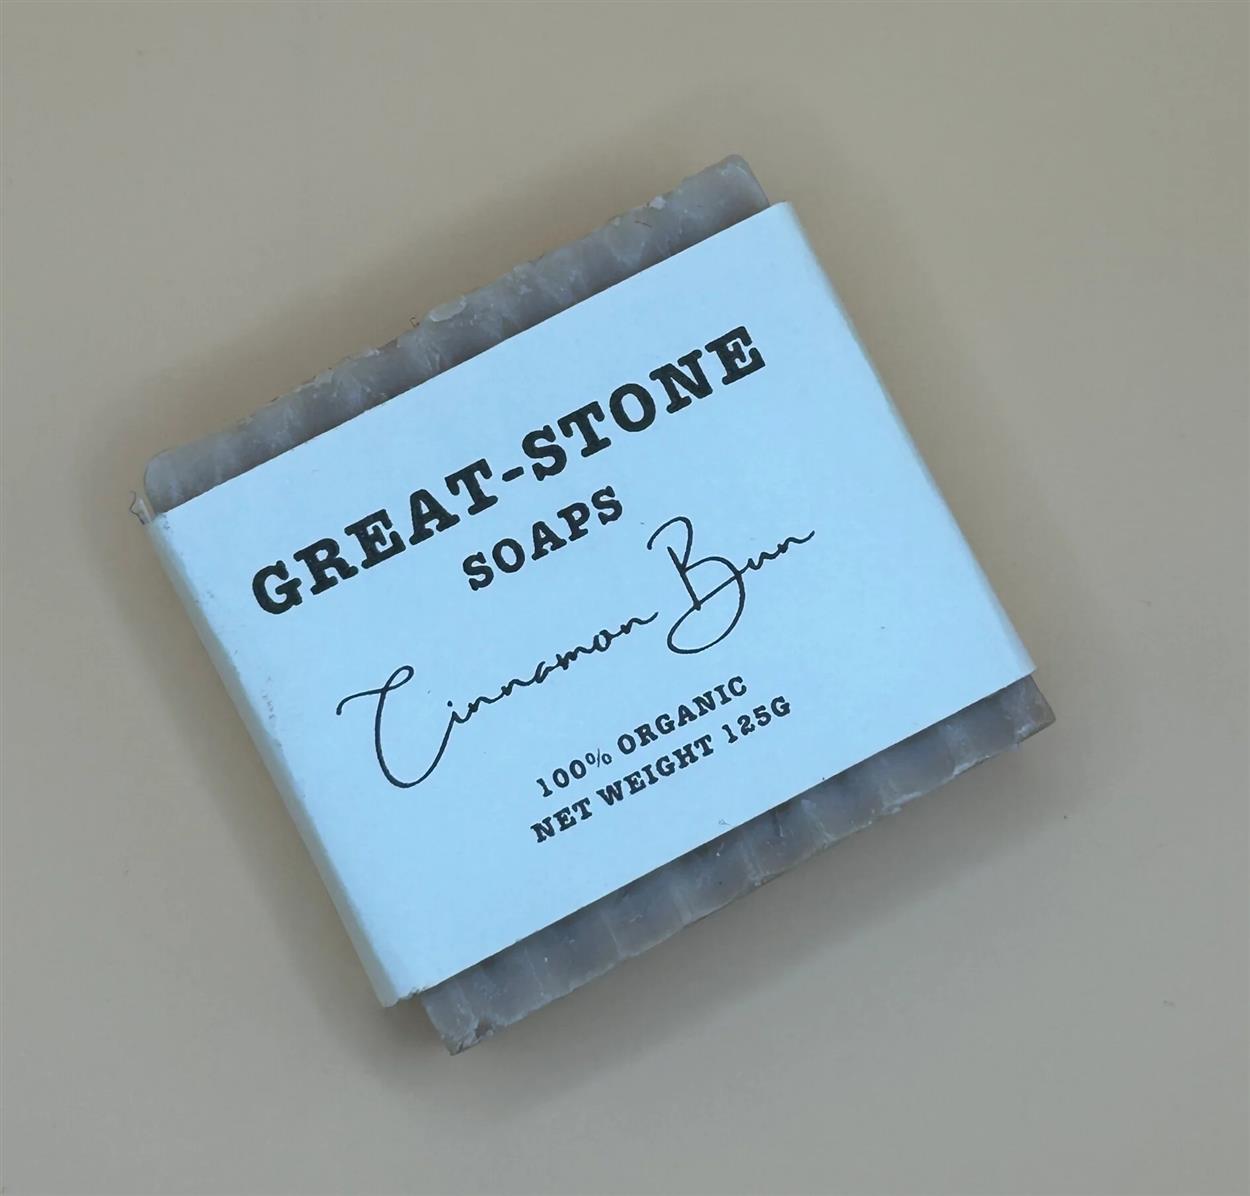 GREAT-STONE
SOAPS
Cinnamon Bun
100% ORGANIC
NET WEIGHT 125G